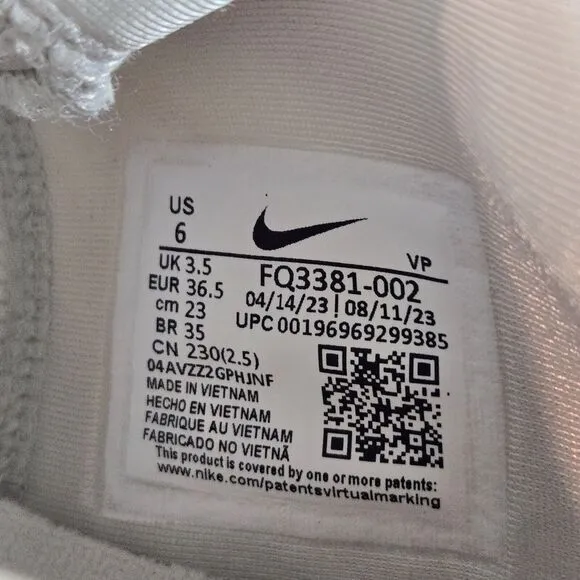 US
6
VP
UK 3.5
FQ3381-002
EUR 36.5
04/14/23 | 08/11/23
cm 23
UPC 00196969299385
BR 35
CN 230(2.5)
04AVZZ2GPHJNF
MADE IN VIETNAM
HECHO EN VIETNAM
FABRIQUE AU VIETNAM
FABRICADO NO VIETNÃ
This product is covered by one or more patents:
www.nike.com/patentsvirtualmarking